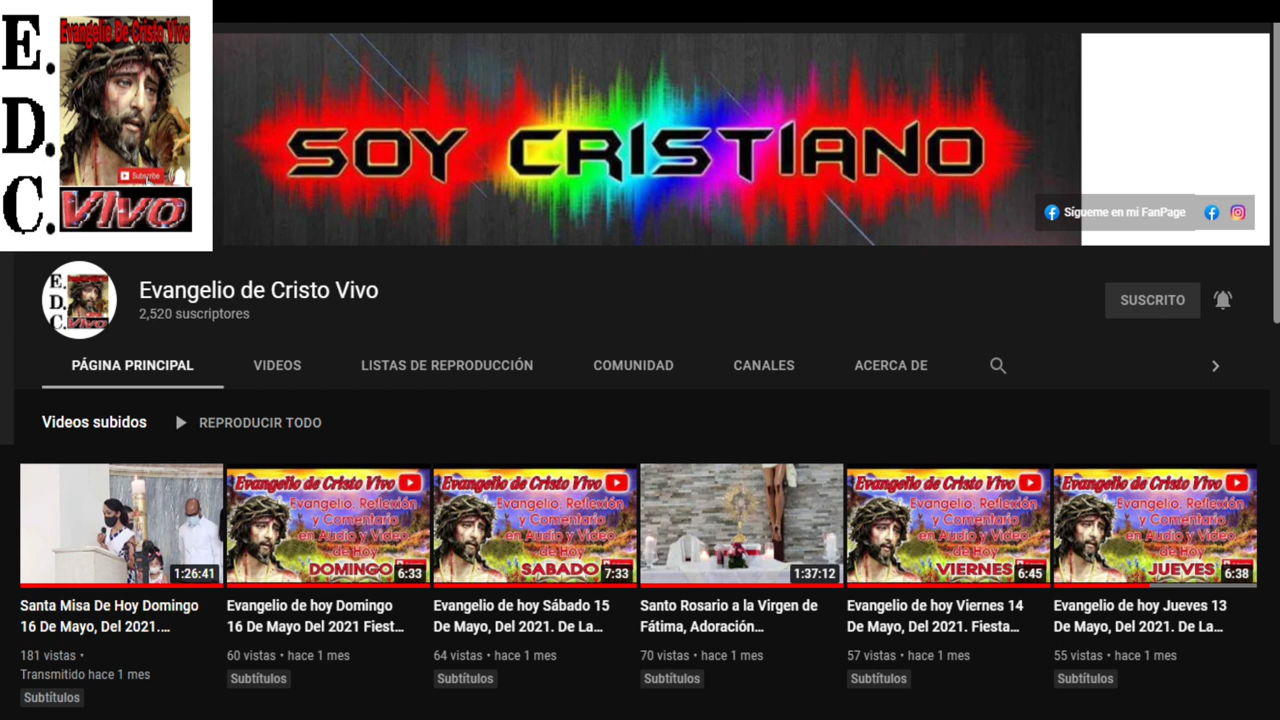 E.
D.
C.
Evangelio De Cristo Vivo
Subscribe
Vivo
SOY CRISTIANO
Sígueme en mi FanPage
E.
D.
C.
Vivo
Evangelio de Cristo Vivo
2,520 suscriptores
SUSCRITO
PÁGINA PRINCIPAL VIDEOS LISTAS DE REPRODUCCIÓN COMUNIDAD CANALES ACERCA DE
Videos subidos REPRODUCIR TODO
1:26:41
Santa Misa De Hoy Domingo
16 De Mayo, Del 2021....
181 vistas •
Transmitido hace 1 mes
Subtítulos
Evangelio de Cristo Vivo
Evangelio, Reflexión
y Comentario
en Audio y Video
de Hoy
DOMINGO 6:33
Evangelio de hoy Domingo
16 De Mayo Del 2021 Fiest...
60 vistas • hace 1 mes
Subtítulos
Evangelio de Cristo Vivo
Evangelio, Reflexión
y Comentario
en Audio y Video
de Hoy
SABADO 7:33
Evangelio de hoy Sábado 15
De Mayo, Del 2021. De La...
64 vistas • hace 1 mes
Subtítulos
1:37:12
Santo Rosario a la Virgen de
Fátima, Adoración...
70 vistas • hace 1 mes
Subtítulos
Evangelio de Cristo Vivo
Evangelio, Reflexión
y Comentario
en Audio y Video
de Hoy
VIERNES 6:45
Evangelio de hoy Viernes 14
De Mayo, Del 2021. Fiesta...
57 vistas • hace 1 mes
Subtítulos
Evangelio de Cristo Vivo
Evangelio, Reflexión
y Comentario
en Audio y Video
de Hoy
JUEVES 6:38
Evangelio de hoy Jueves 13
De Mayo, Del 2021. De La...
55 vistas • hace 1 mes
Subtítulos